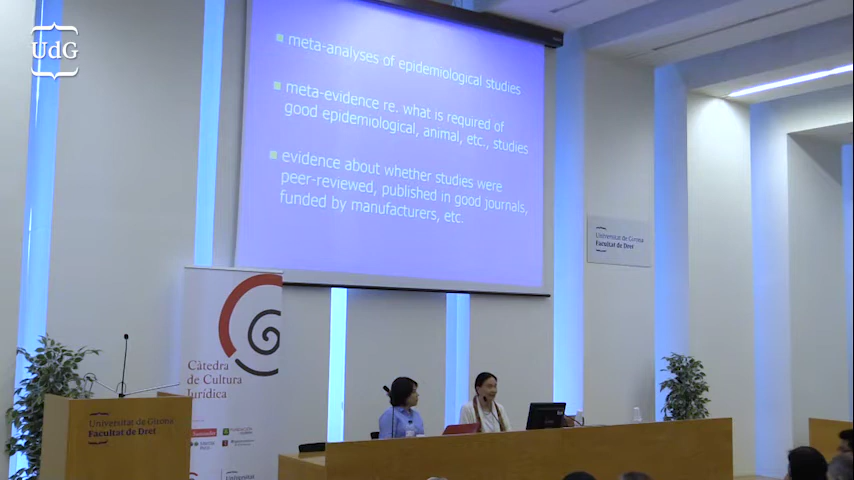 UdG
meta-analyses of epidemiological studies
meta-evidence re. what is required of
good epidemiological, animal, etc., studies
evidence about whether studies were
peer-reviewed, published in good journals,
funded by manufacturers, etc.
Universitat de Girona
Facultat de Dret
Càtedra
de Cultura
Jurídica
Universitat de Girona
Facultat de Dret
Universitat